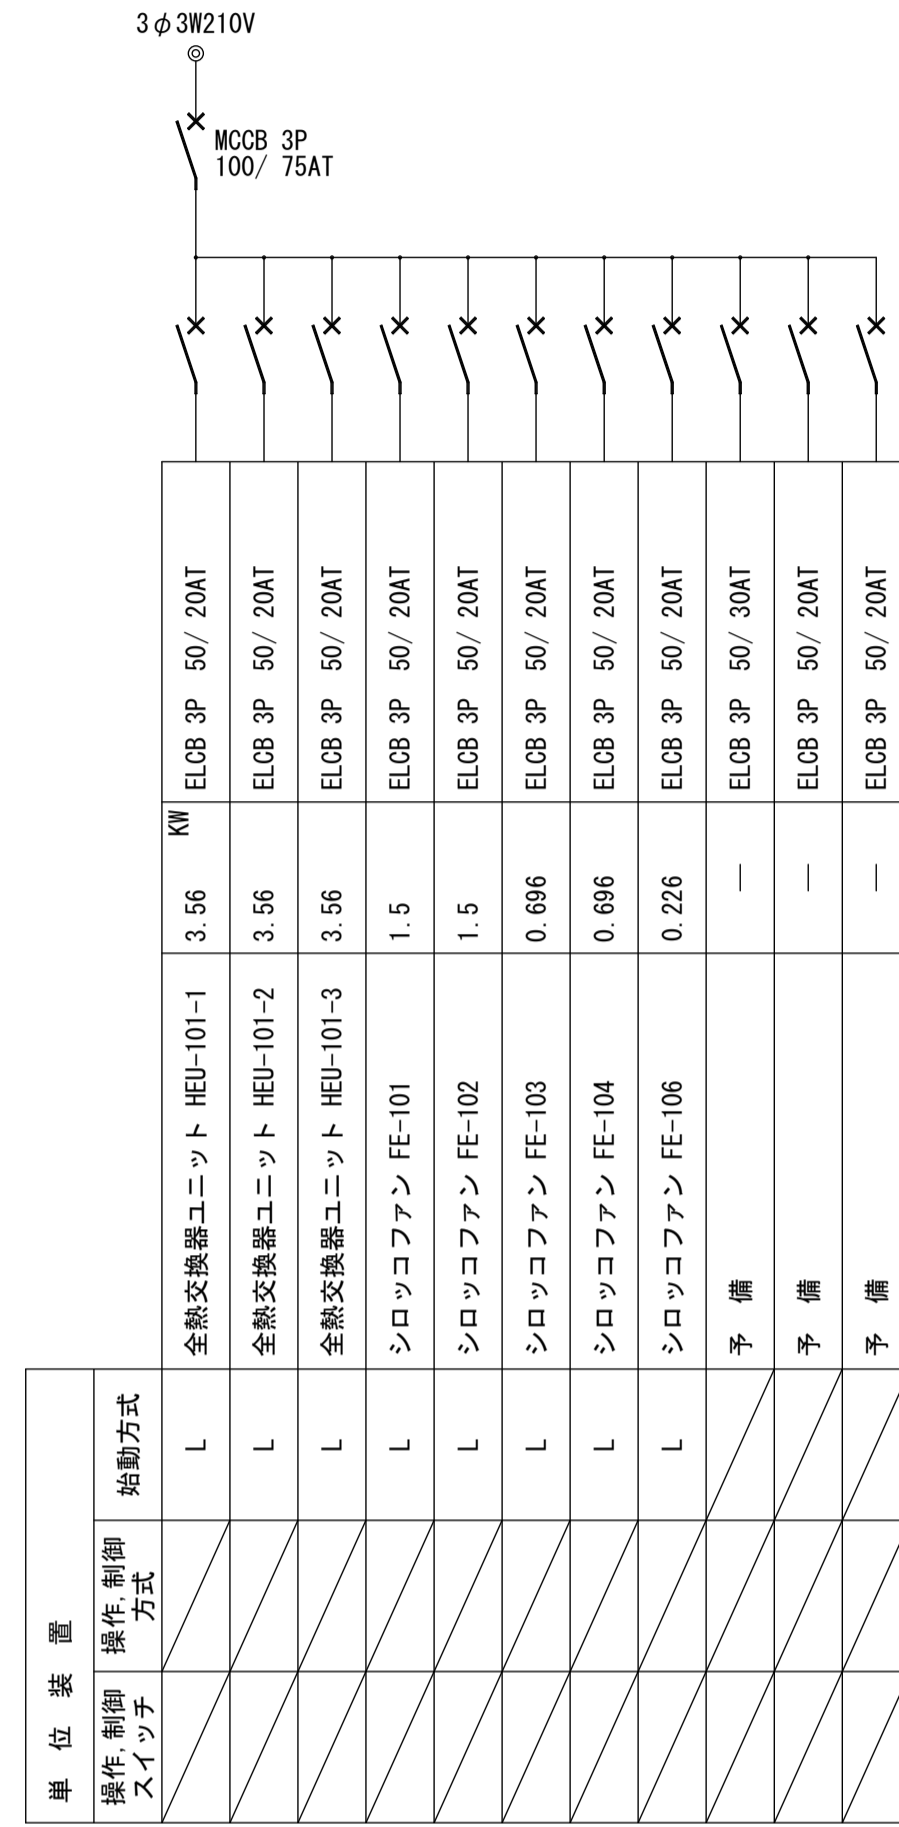 3φ3W210V
MCCB 3P
100/ 75AT
ELCB 3P 50/ 20AT
ELCB 3P 50/ 20AT
ELCB 3P 50/ 20AT
ELCB 3P 50/ 20AT
ELCB 3P 50/ 20AT
ELCB 3P 50/ 20AT
ELCB 3P 50/ 20AT
ELCB 3P 50/ 20AT
ELCB 3P 50/ 30AT
ELCB 3P 50/ 20AT
ELCB 3P 50/ 20AT
KW
3.56
3.56
3.56
1.5
1.5
0.696
0.696
0.226
—
—
—
全熱交換器ユニット HEU-101-1
全熱交換器ユニット HEU-101-2
全熱交換器ユニット HEU-101-3
シロッコファン FE-101
シロッコファン FE-102
シロッコファン FE-103
シロッコファン FE-104
シロッコファン FE-106
予 備
予 備
予 備
単 位 装 置
始動方式
L
L
L
L
L
L
L
L
操作,制御
方式
操作,制御
スイッチ